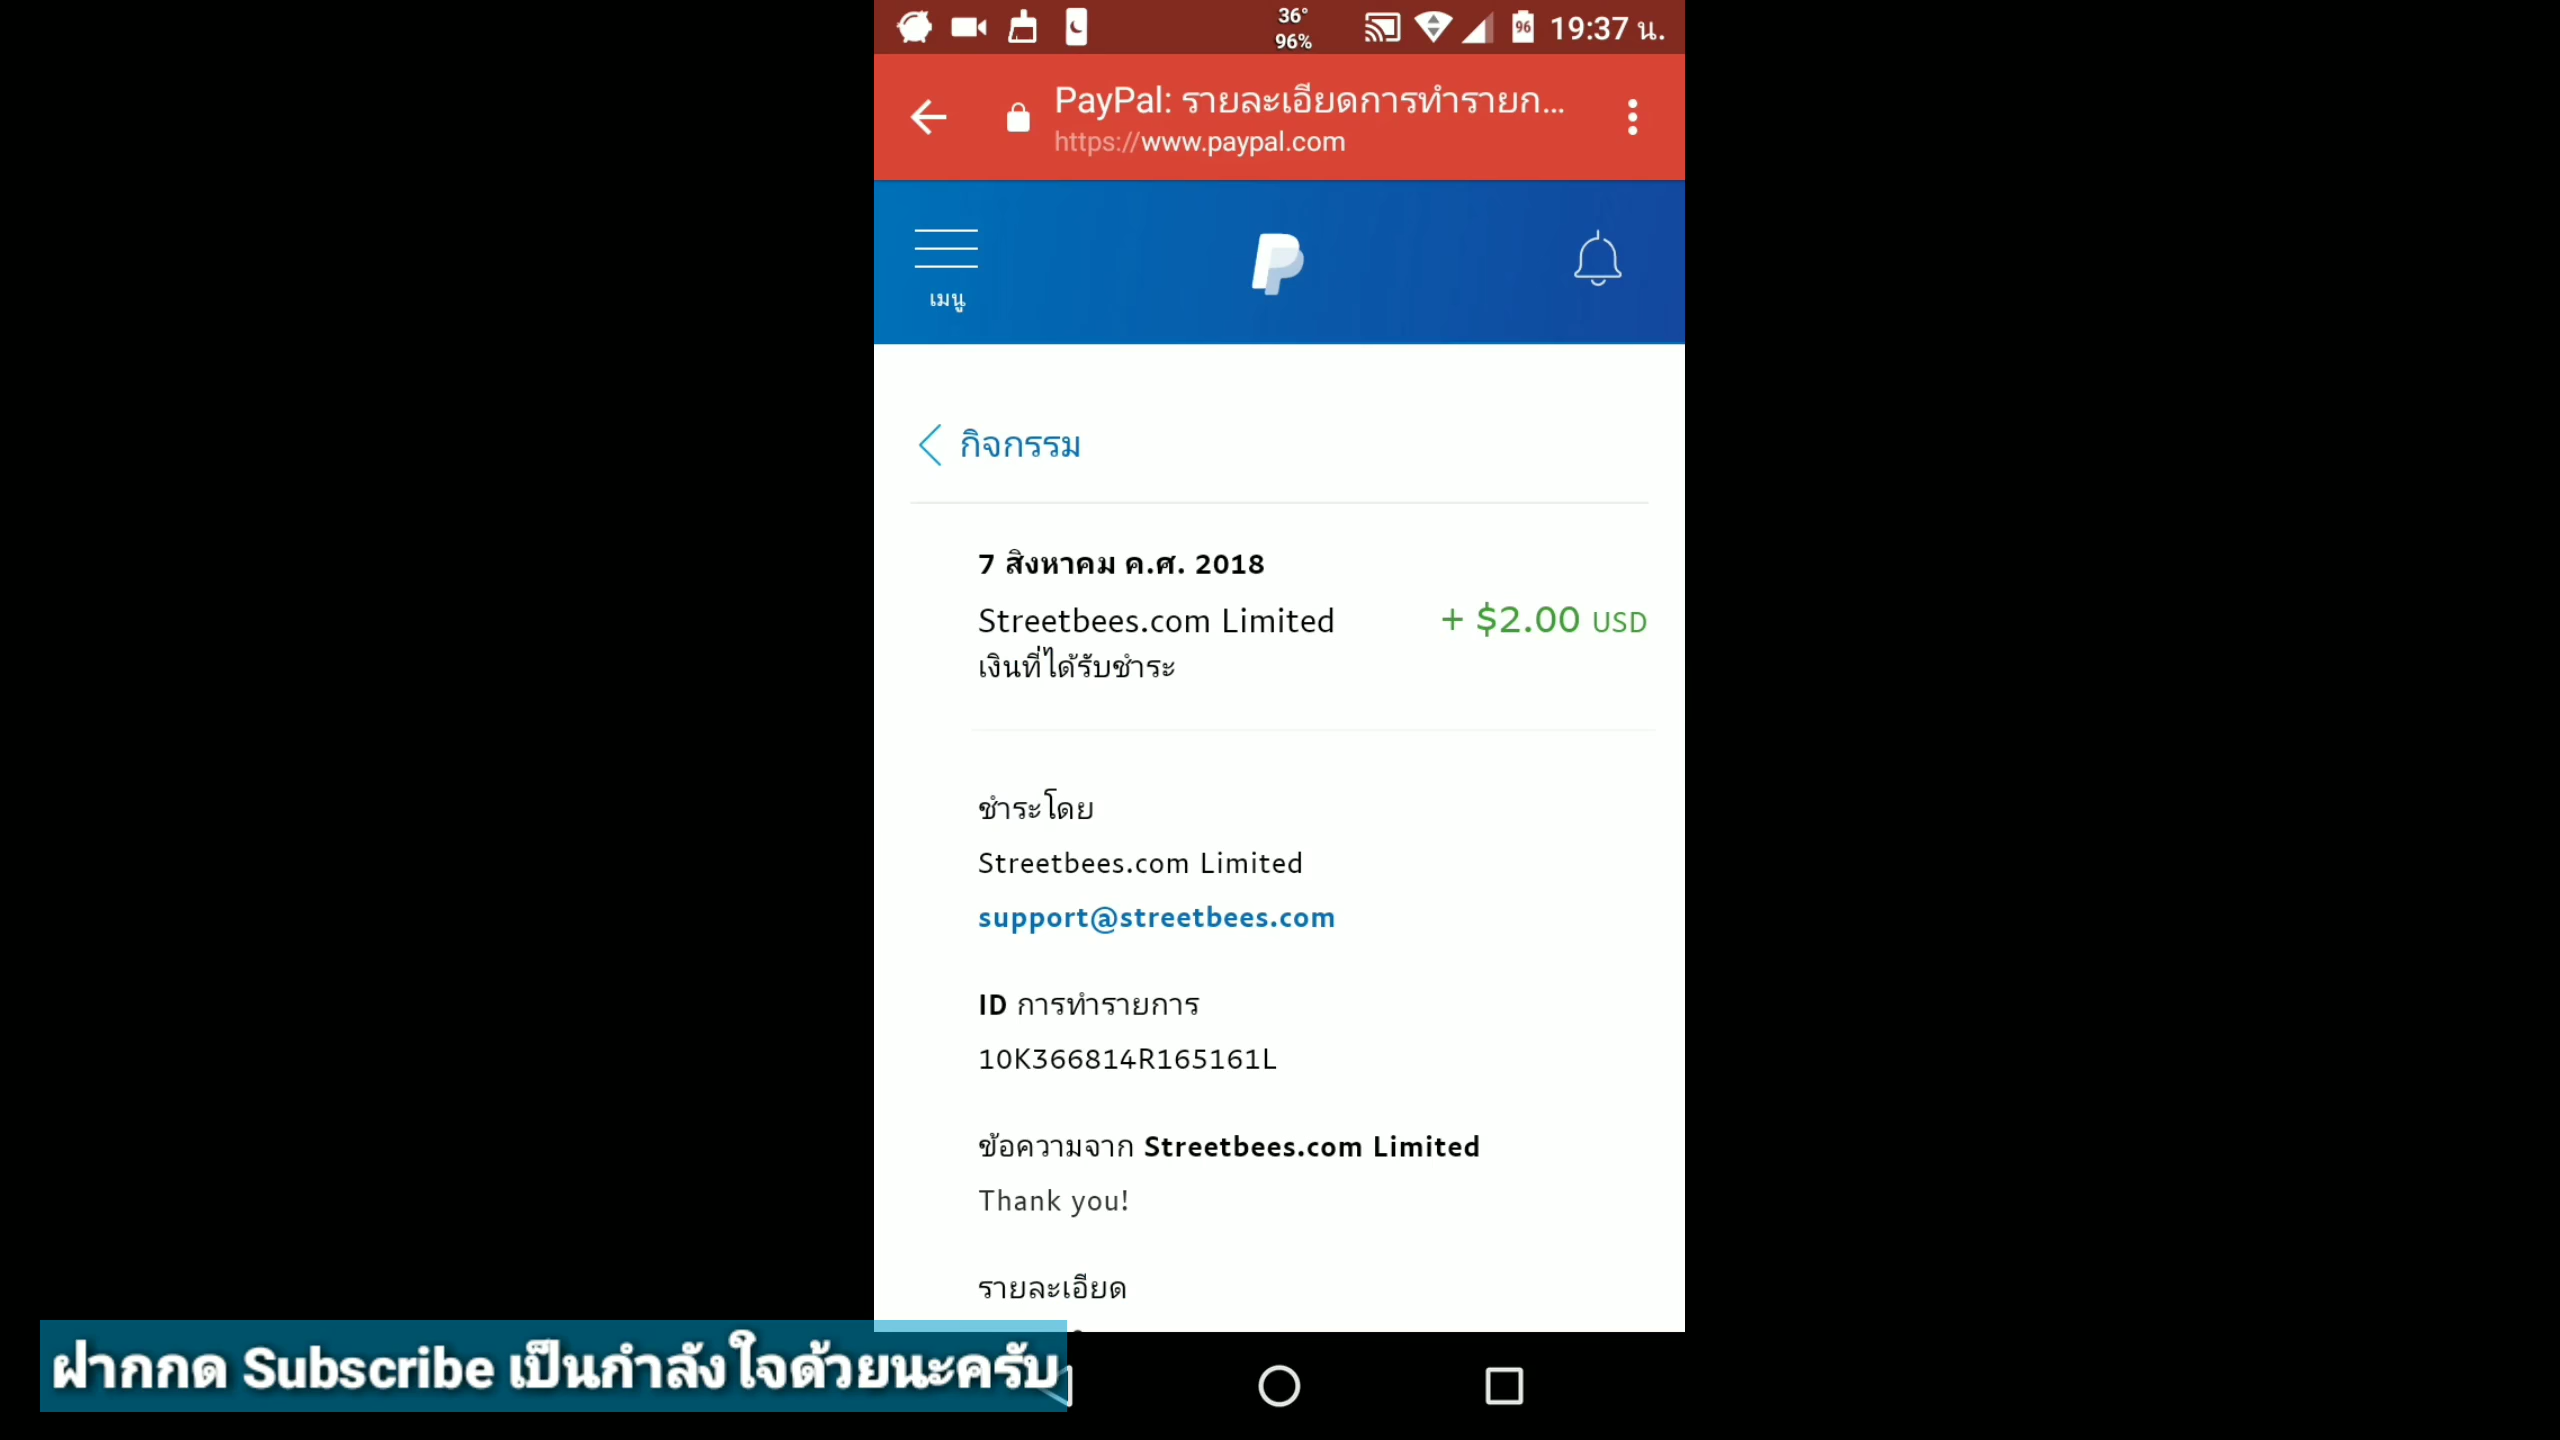 36°
96%
96
19:37 น.
PayPal: รายละเอียดการทำรายก...
https://www.paypal.com
เมนู
กิจกรรม
7 สิงหาคม ค.ศ. 2018
Streetbees.com Limited + $2.00 USD
เงินที่ได้รับชำระ
ชำระโดย
Streetbees.com Limited
support@streetbees.com
ID การทำรายการ
10K366814R165161L
ข้อความจาก Streetbees.com Limited
Thank you!
รายละเอียด
ฝากกด Subscribe เป็นกำลังใจด้วยนะครับ